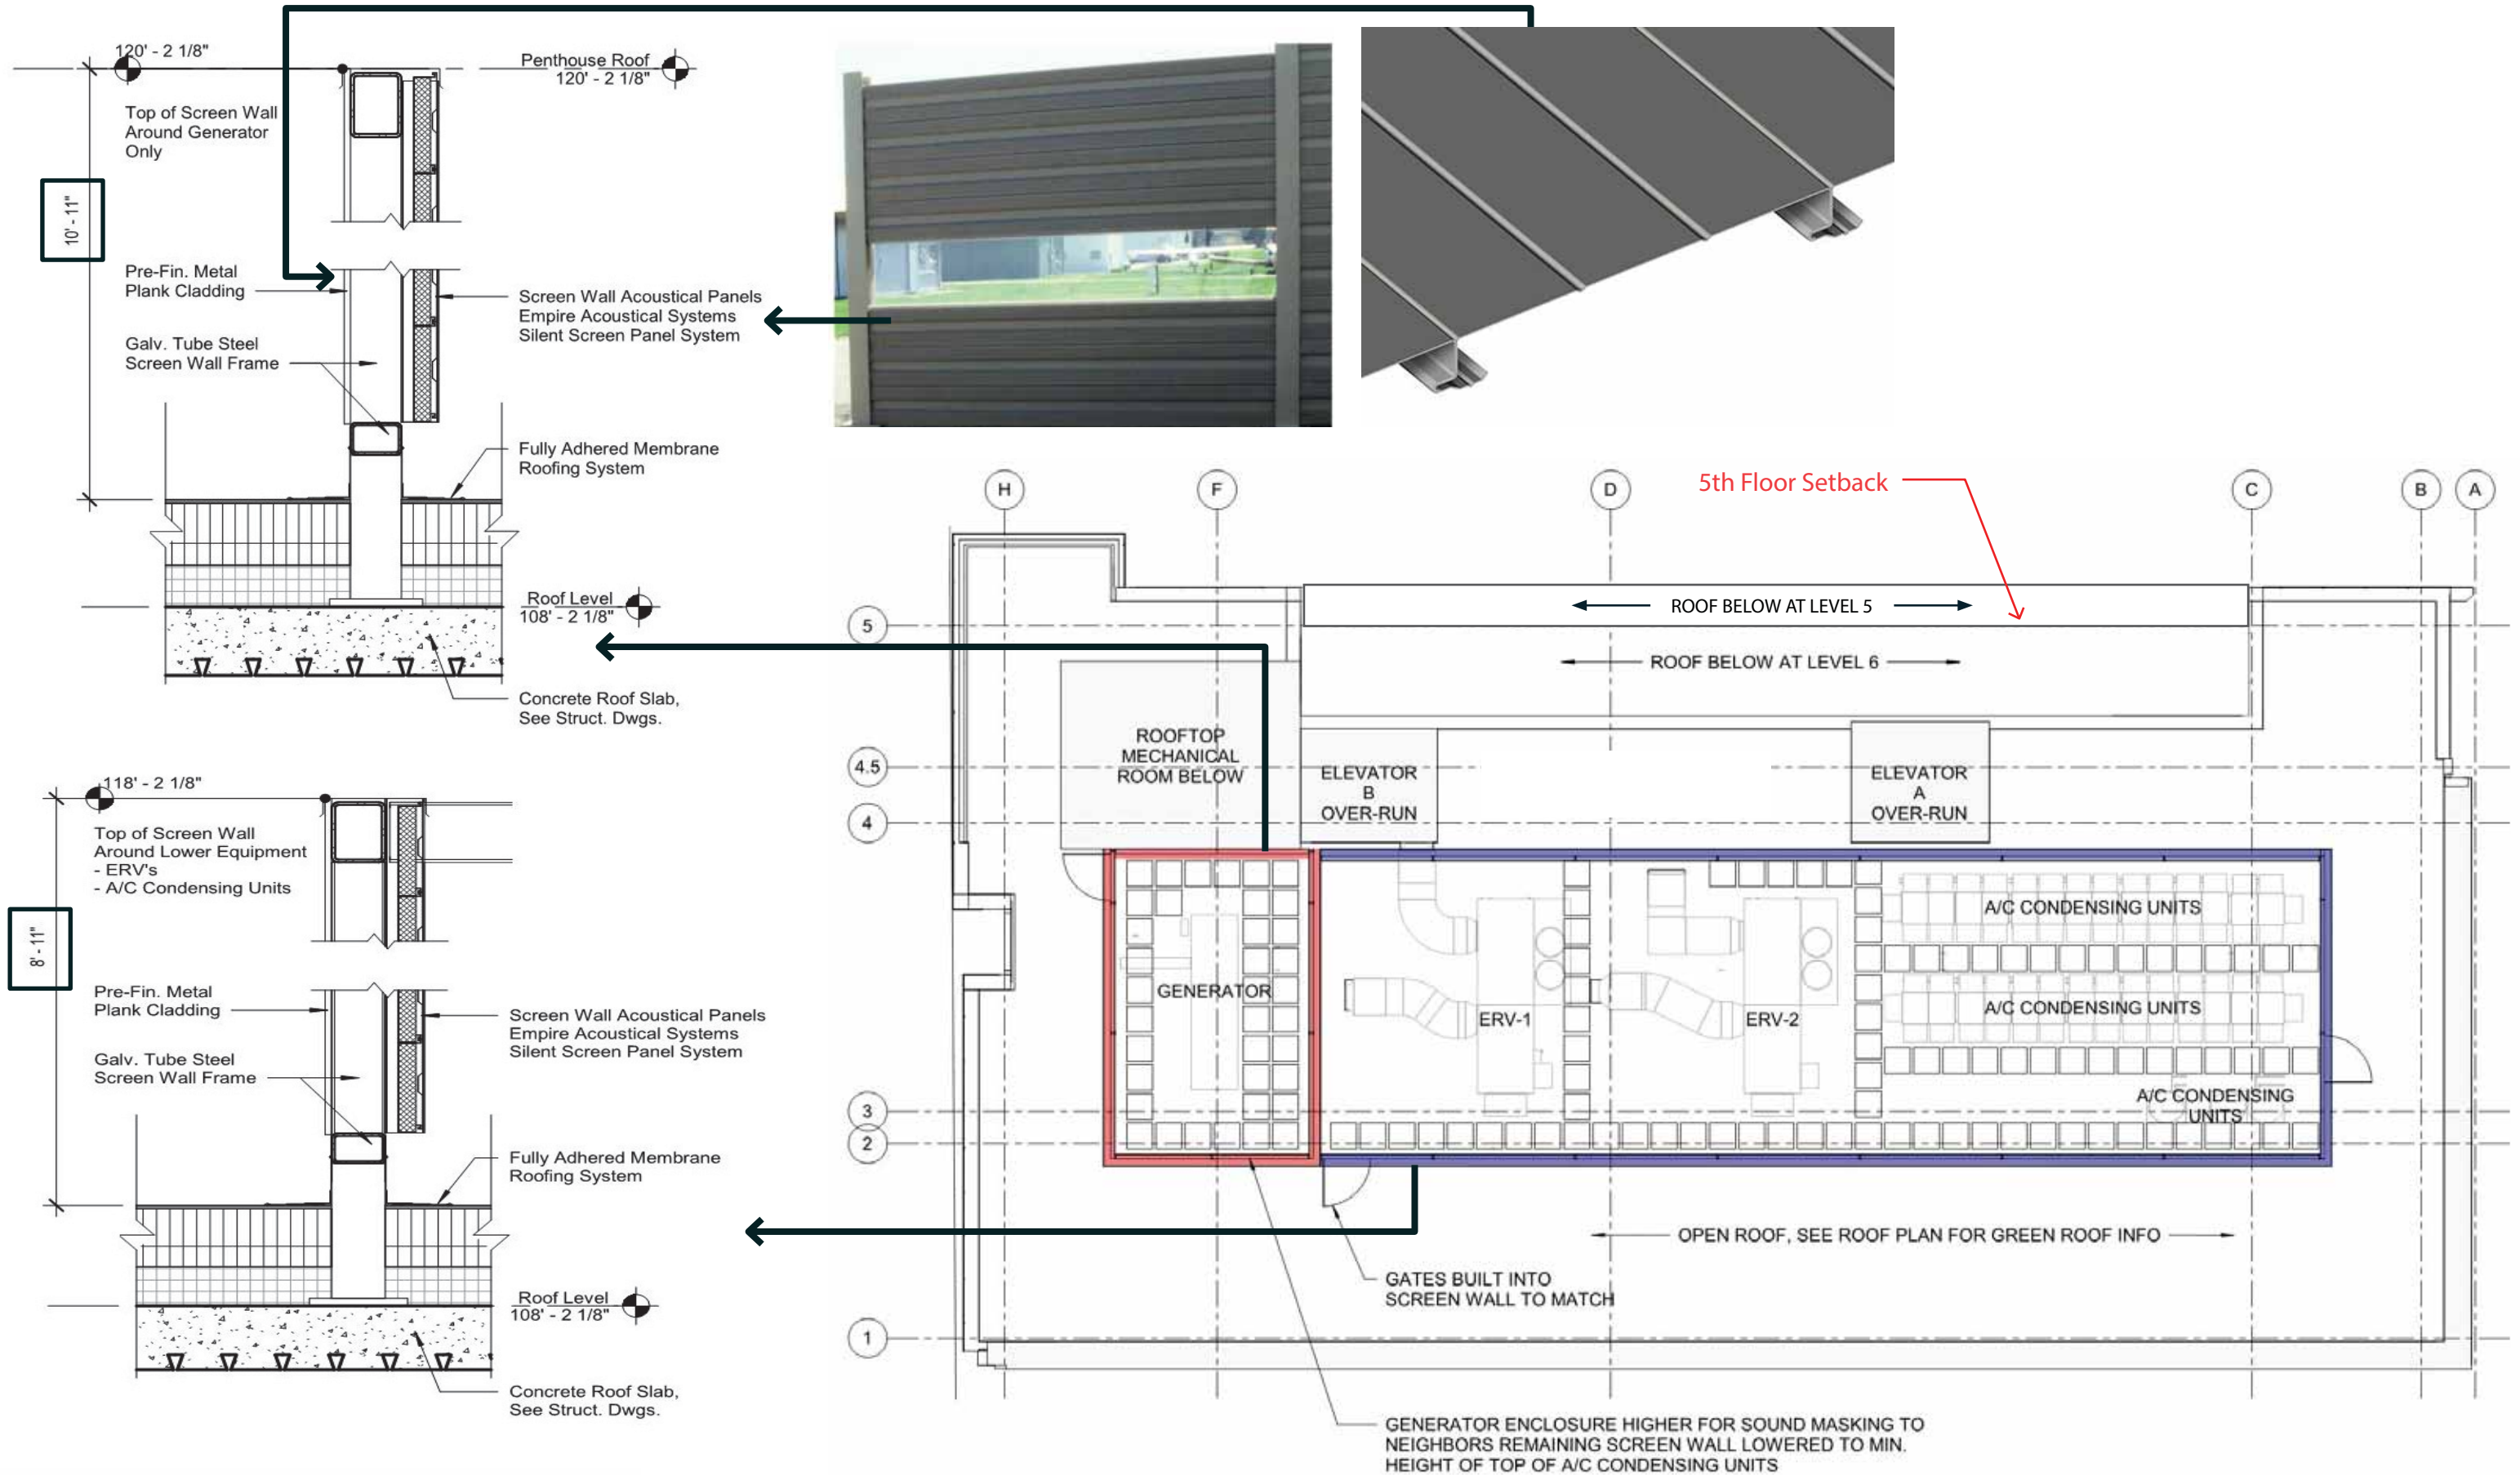 120' - 2 1/8"
Penthouse Roof
120' - 2 1/8"
Top of Screen Wall
Around Generator
Only
10' - 11"
Pre-Fin. Metal
Plank Cladding
Screen Wall Acoustical Panels
Empire Acoustical Systems
Silent Screen Panel System
Galv. Tube Steel
Screen Wall Frame
Fully Adhered Membrane
Roofing System
Roof Level
108' - 2 1/8"
Concrete Roof Slab,
See Struct. Dwgs.
118' - 2 1/8"
Top of Screen Wall
Around Lower Equipment
- ERV's
- A/C Condensing Units
8' - 11"
Pre-Fin. Metal
Plank Cladding
Screen Wall Acoustical Panels
Empire Acoustical Systems
Silent Screen Panel System
Galv. Tube Steel
Screen Wall Frame
Fully Adhered Membrane
Roofing System
Roof Level
108' - 2 1/8"
Concrete Roof Slab,
See Struct. Dwgs.
5th Floor Setback
H
F
D
C
B
A
5
4.5
4
3
2
1
ROOF BELOW AT LEVEL 5
ROOF BELOW AT LEVEL 6
ROOFTOP
MECHANICAL
ROOM BELOW
ELEVATOR
B
OVER-RUN
ELEVATOR
A
OVER-RUN
GENERATOR
ERV-1
ERV-2
A/C CONDENSING UNITS
A/C CONDENSING UNITS
A/C CONDENSING
UNITS
OPEN ROOF, SEE ROOF PLAN FOR GREEN ROOF INFO
GATES BUILT INTO
SCREEN WALL TO MATCH
GENERATOR ENCLOSURE HIGHER FOR SOUND MASKING TO
NEIGHBORS REMAINING SCREEN WALL LOWERED TO MIN.
HEIGHT OF TOP OF A/C CONDENSING UNITS